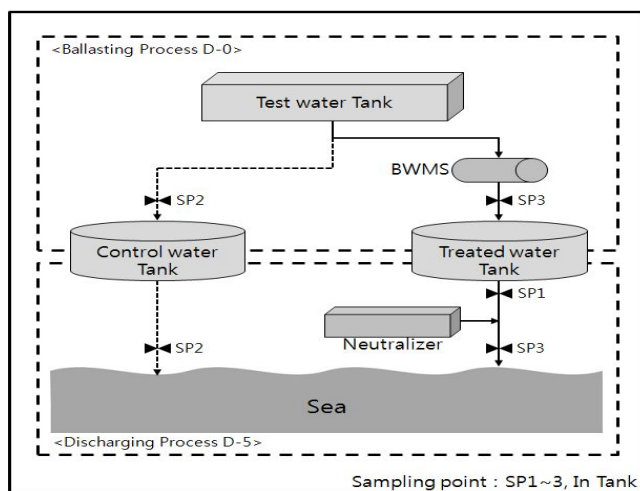 <Ballasting Process D-0>
Test water Tank
BWMS
SP2
SP3
Control water
Tank
Treated water
Tank
SP1
Neutralizer
SP2
SP3
Sea
<Discharging Process D-5>
Sampling point : SP1~3, In Tank